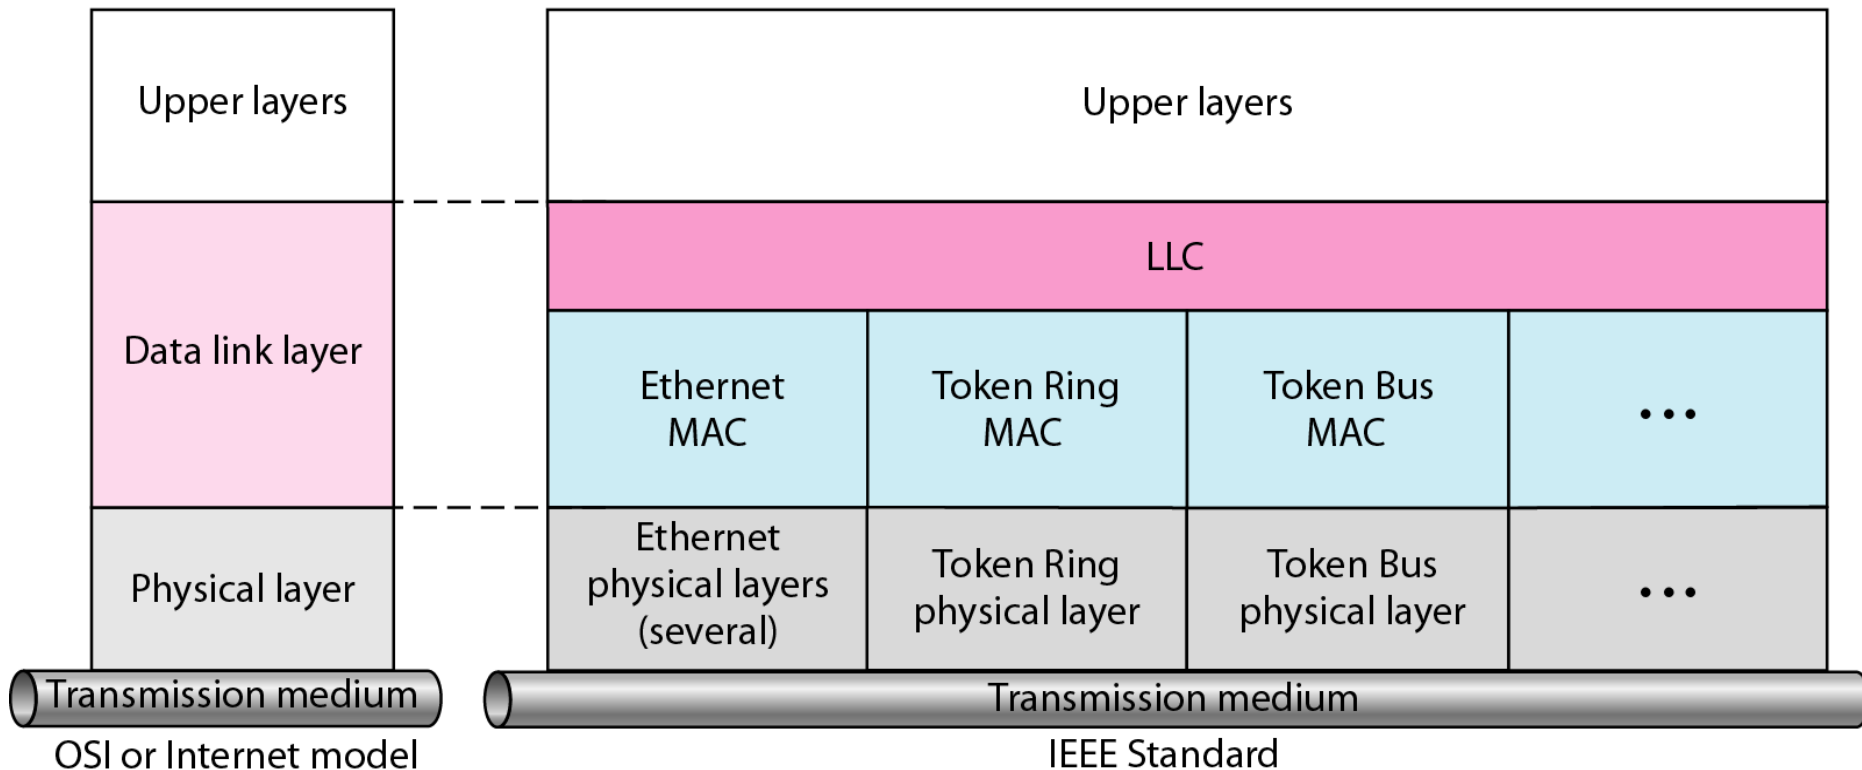 Upper layers
Data link layer
Physical layer
Transmission medium
OSI or Internet model
Upper layers
LLC
Ethernet
MAC
Token Ring
MAC
Token Bus
MAC
...
Ethernet
physical layers
(several)
Token Ring
physical layer
Token Bus
physical layer
...
Transmission medium
IEEE Standard